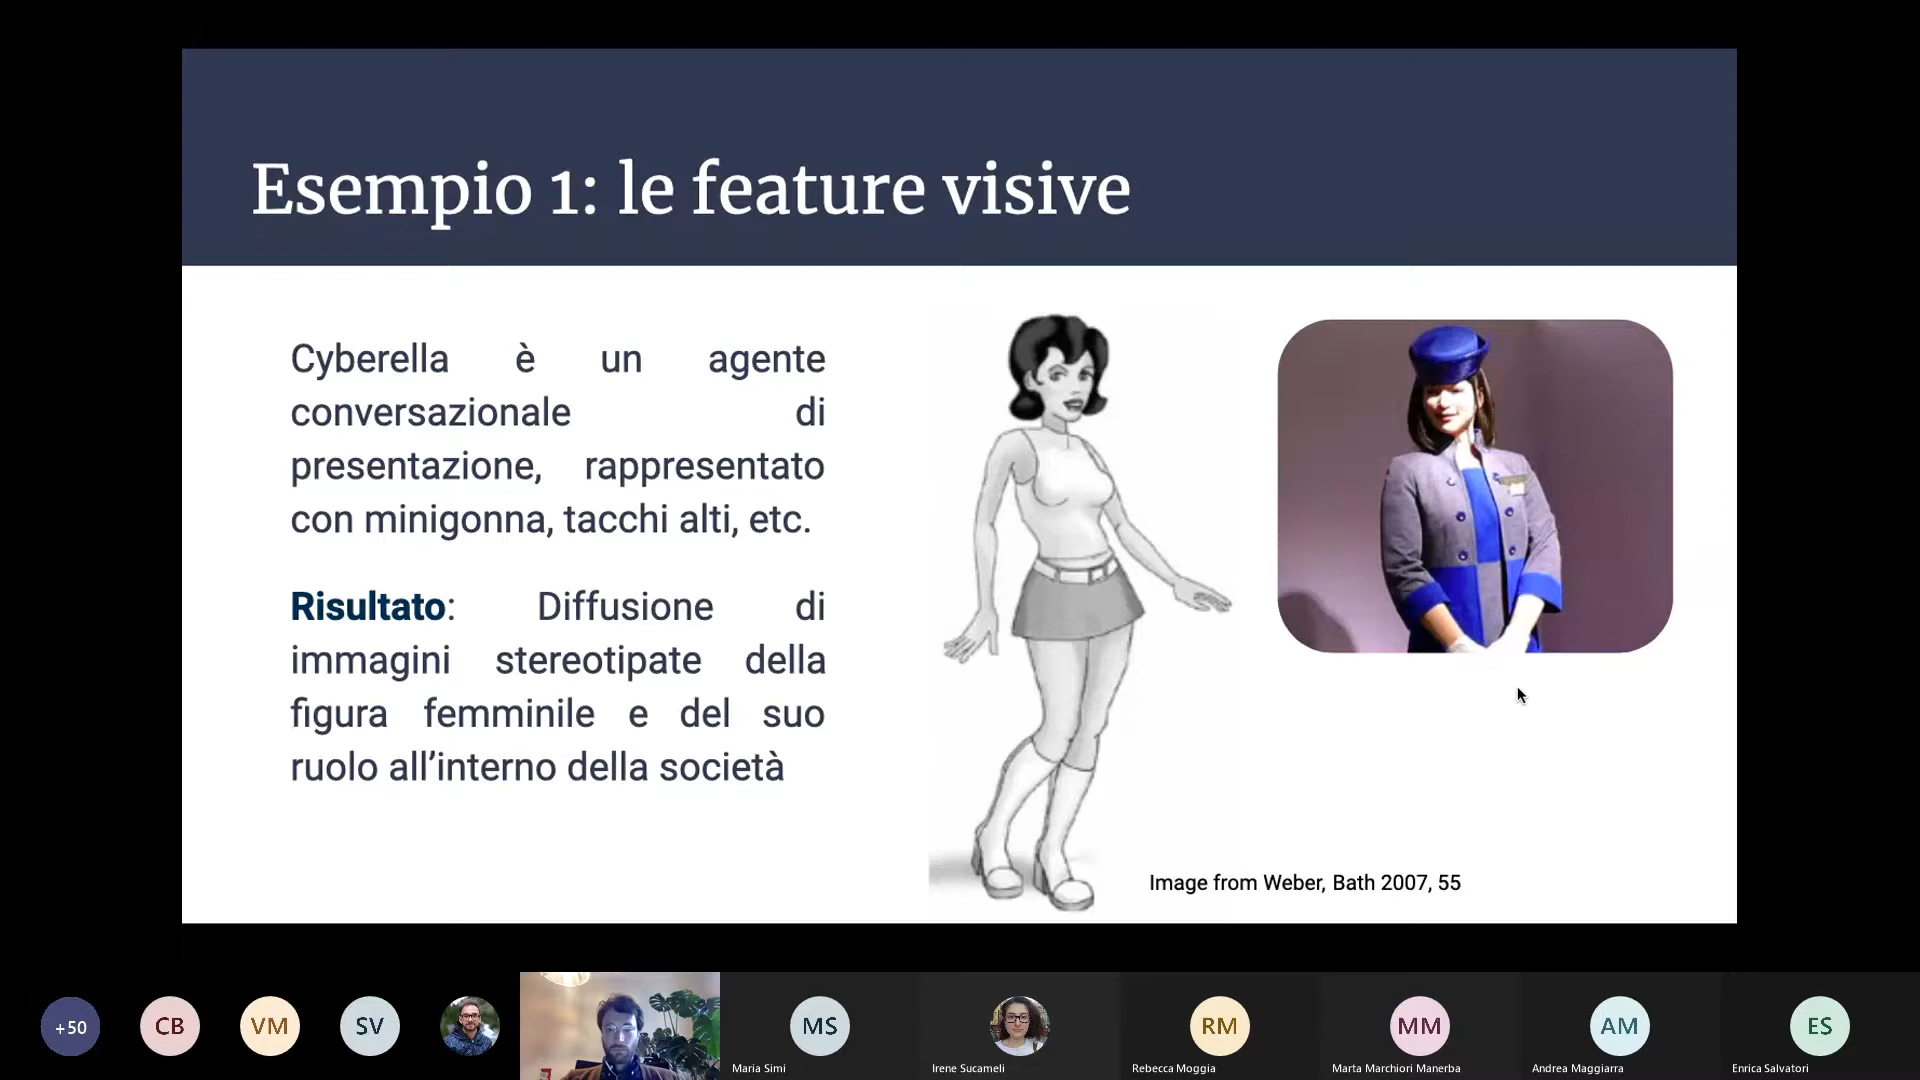 Esempio 1: le feature visive
Cyberella è un agente
conversazionale di
presentazione, rappresentato
con minigonna, tacchi alti, etc.
Risultato: Diffusione di
immagini stereotipate della
figura femminile e del suo
ruolo all’interno della società
Image from Weber, Bath 2007, 55
+50
CB
VM
SV
MS
RM
MM
AM
ES
Maria Simi
Irene Sucameli
Rebecca Moggia
Marta Marchiori Manerba
Andrea Maggiarra
Enrica Salvatori